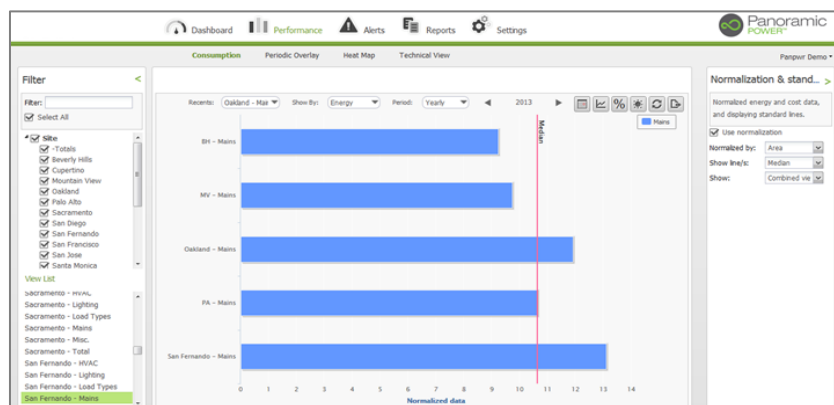 Dashboard Performance Alerts Reports Settings
Panoramic
POWER™
Consumption Periodic Overlay Heat Map Technical View
Panpwr Demo
Filter <
Filter:
Select All
Site
-Totals
Beverly Hills
Cupertino
Mountain View
Oakland
Palo Alto
Sacramento
San Diego
San Fernando
San Francisco
San Jose
Santa Monica
View List
Sacramento - HVAC
Sacramento - Lighting
Sacramento - Load Types
Sacramento - Mains
Sacramento - Misc.
Sacramento - Total
San Fernando - HVAC
San Fernando - Lighting
San Fernando - Load Types
San Fernando - Mains
Recents: Oakland - Mai Show By: Energy Period: Yearly 2013
%
Mains
Median
BH - Mains
MV - Mains
Oakland - Mains
PA - Mains
San Fernando - Mains
0 1 2 3 4 5 6 7 8 9 10 11 12 13 14
Normalized data
Normalization & stand... >
Normalized energy and cost data,
and displaying standard lines.
Use normalization
Normalized by: Area
Show line/s: Median
Show: Combined vie